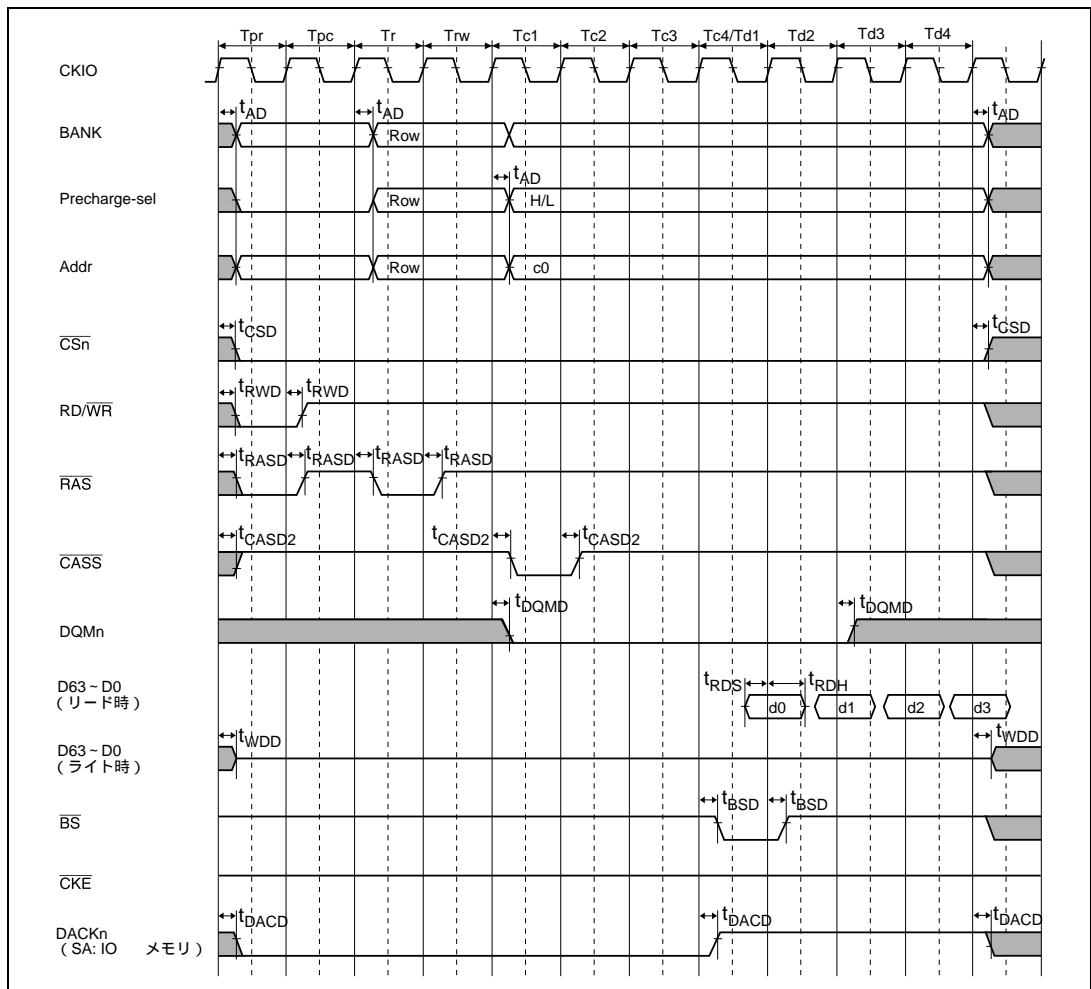 Tpr Tpc Tr Trw Tc1 Tc2 Tc3 Tc4/Td1 Td2 Td3 Td4
CKIO
tAD tAD tAD
BANK Row
tAD
Precharge-sel Row H/L
Addr Row c0
tCSD tCSD
CSn
tRWD tRWD
RD/WR
tRASD tRASD tRASD tRASD
RAS
tCASD2 tCASD2 tCASD2
CASS
tDQMD tDQMD
DQMn
D63~D0
(リード時)
tRDS tRDH
d0 d1 d2 d3
tWDD tWDD
D63~D0
(ライト時)
tBSD tBSD
BS
CKE
tDACD tDACD tDACD
DACKn
(SA: IO メモリ)